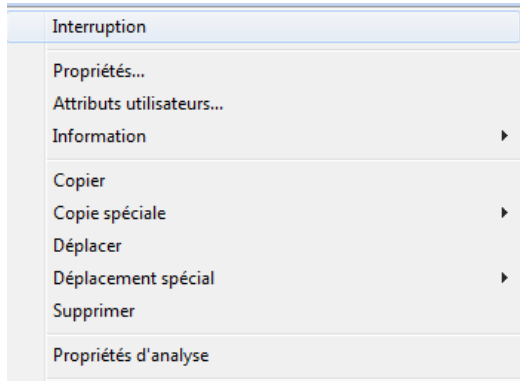 Interruption
Propriétés...
Attributs utilisateurs...
Information
Copier
Copie spéciale
Déplacer
Déplacement spécial
Supprimer
Propriétés d'analyse